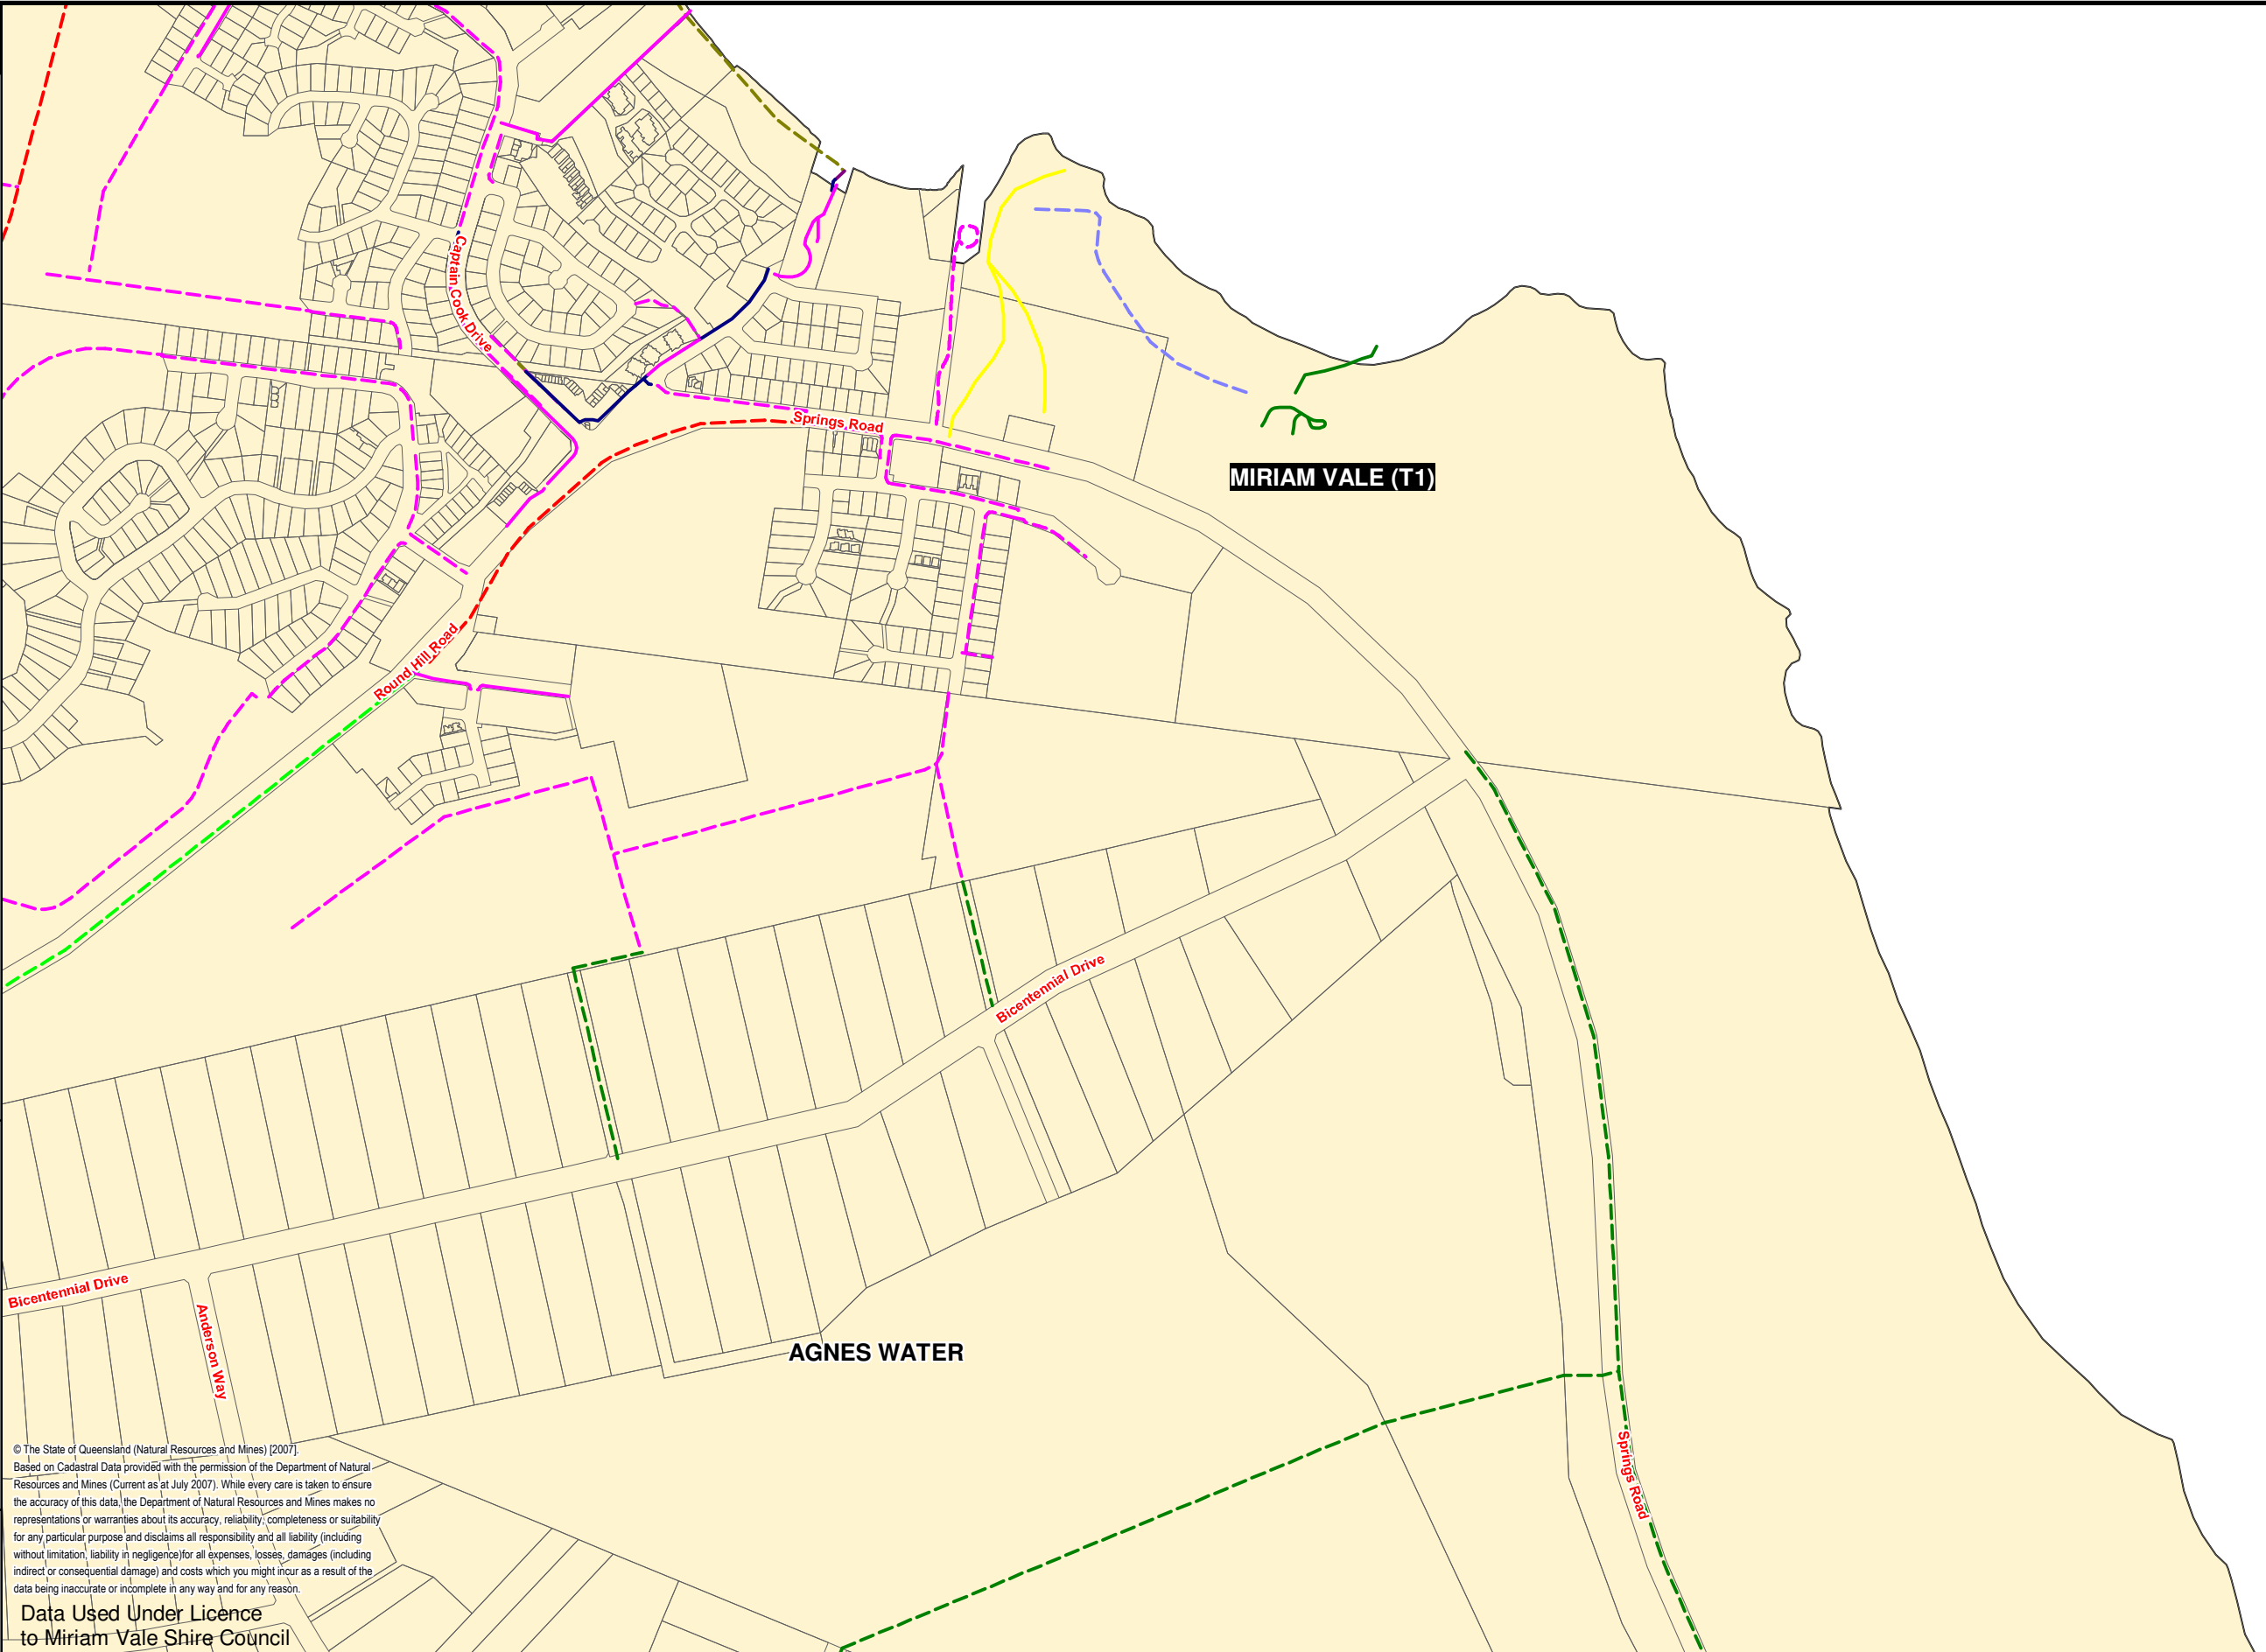 Captain Cook Drive
Springs Road
MIRIAM VALE (T1)
Round Hill Road
Bicentennial Drive
Bicentennial Drive
Anderson Way
AGNES WATER
Springs Road
© The State of Queensland (Natural Resources and Mines) [2007].
Based on Cadastral Data provided with the permission of the Department of Natural
Resources and Mines (Current as at July 2007). While every care is taken to ensure
the accuracy of this data, the Department of Natural Resources and Mines makes no
representations or warranties about its accuracy, reliability, completeness or suitability
for any particular purpose and disclaims all responsibility and all liability (including
without limitation, liability in negligence)for all expenses, losses, damages (including
indirect or consequential damage) and costs which you might incur as a result of the
data being inaccurate or incomplete in any way and for any reason.
Data Used Under Licence
to Miriam Vale Shire Council